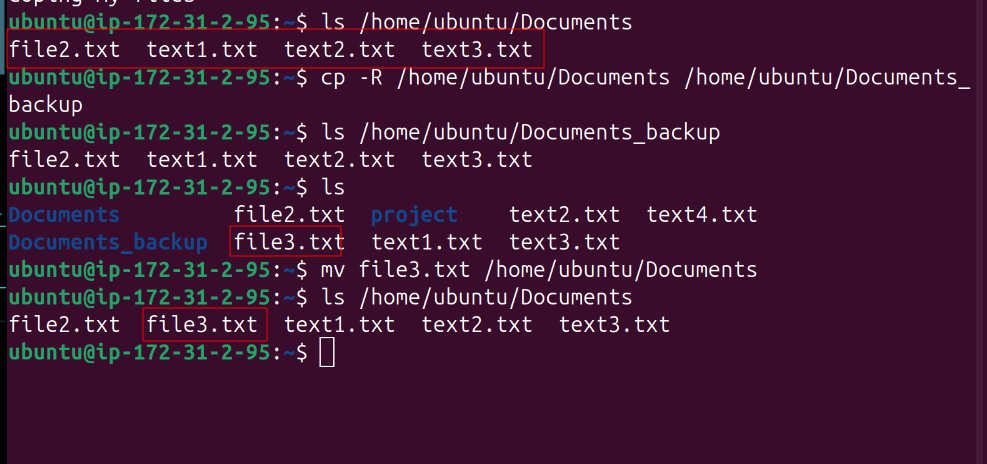 Coping My Files
ubuntu@ip-172-31-2-95:~$ ls /home/ubuntu/Documents
file2.txt  text1.txt  text2.txt  text3.txt
ubuntu@ip-172-31-2-95:~$ cp -R /home/ubuntu/Documents /home/ubuntu/Documents_
backup
ubuntu@ip-172-31-2-95:~$ ls /home/ubuntu/Documents_backup
file2.txt  text1.txt  text2.txt  text3.txt
ubuntu@ip-172-31-2-95:~$ ls
Documents         file2.txt  project    text2.txt  text4.txt
Documents_backup  file3.txt  text1.txt  text3.txt
ubuntu@ip-172-31-2-95:~$ mv file3.txt /home/ubuntu/Documents
ubuntu@ip-172-31-2-95:~$ ls /home/ubuntu/Documents
file2.txt  file3.txt  text1.txt  text2.txt  text3.txt
ubuntu@ip-172-31-2-95:~$